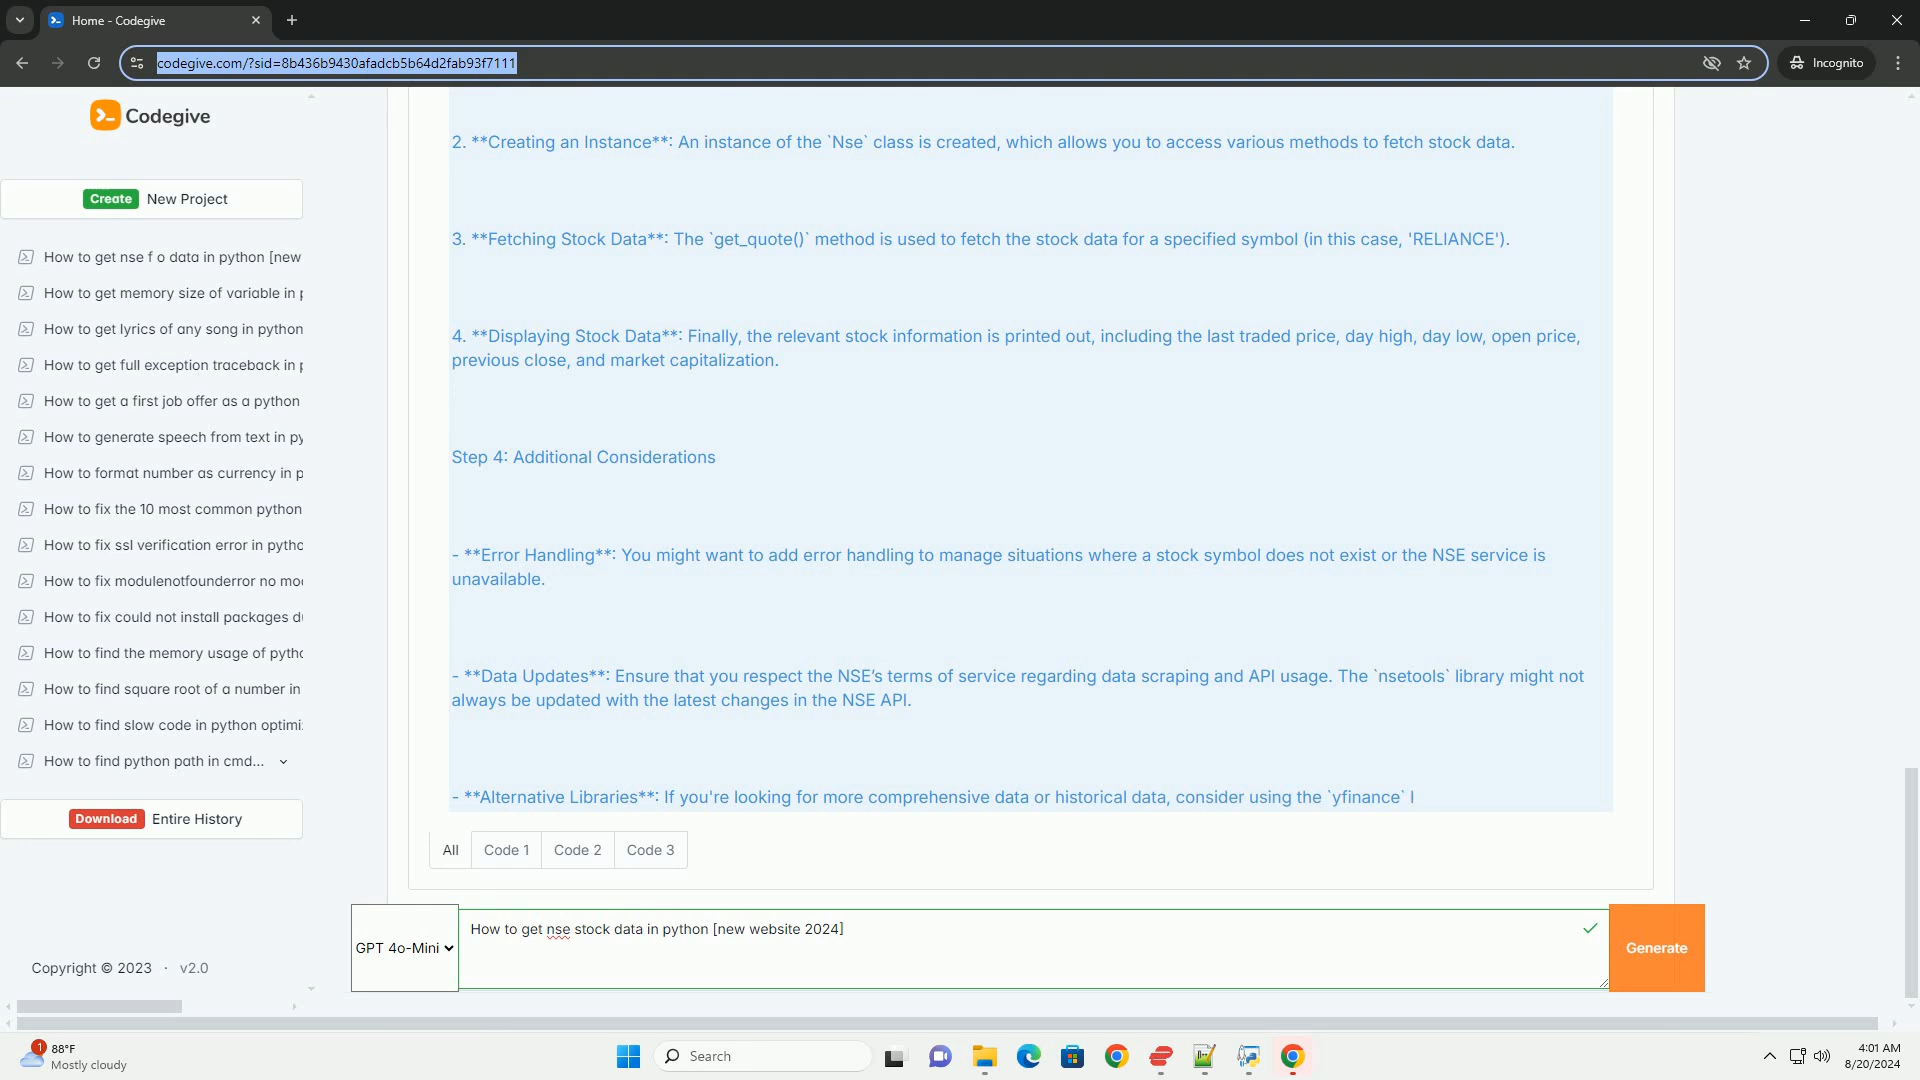 Home - Codegive
codegive.com/?sid=8b436b9430afadcb5b64d2fab93f7111
Incognito
Codegive
Create New Project
How to get nse f o data in python [new
How to get memory size of variable in p
How to get lyrics of any song in python
How to get full exception traceback in p
How to get a first job offer as a python
How to generate speech from text in py
How to format number as currency in p
How to fix the 10 most common python
How to fix ssl verification error in pytho
How to fix modulenotfounderror no mo
How to fix could not install packages d
How to find the memory usage of pytho
How to find square root of a number in
How to find slow code in python optimi
How to find python path in cmd...
Download Entire History
Copyright © 2023 · v2.0
2. **Creating an Instance**: An instance of the `Nse` class is created, which allows you to access various methods to fetch stock data.
3. **Fetching Stock Data**: The `get_quote()` method is used to fetch the stock data for a specified symbol (in this case, 'RELIANCE').
4. **Displaying Stock Data**: Finally, the relevant stock information is printed out, including the last traded price, day high, day low, open price,
previous close, and market capitalization.
Step 4: Additional Considerations
- **Error Handling**: You might want to add error handling to manage situations where a stock symbol does not exist or the NSE service is
unavailable.
- **Data Updates**: Ensure that you respect the NSE’s terms of service regarding data scraping and API usage. The `nsetools` library might not
always be updated with the latest changes in the NSE API.
- **Alternative Libraries**: If you're looking for more comprehensive data or historical data, consider using the `yfinance` l
All Code 1 Code 2 Code 3
GPT 4o-Mini
How to get nse stock data in python [new website 2024]
Generate
1
88°F
Mostly cloudy
Search
4:01 AM
8/20/2024